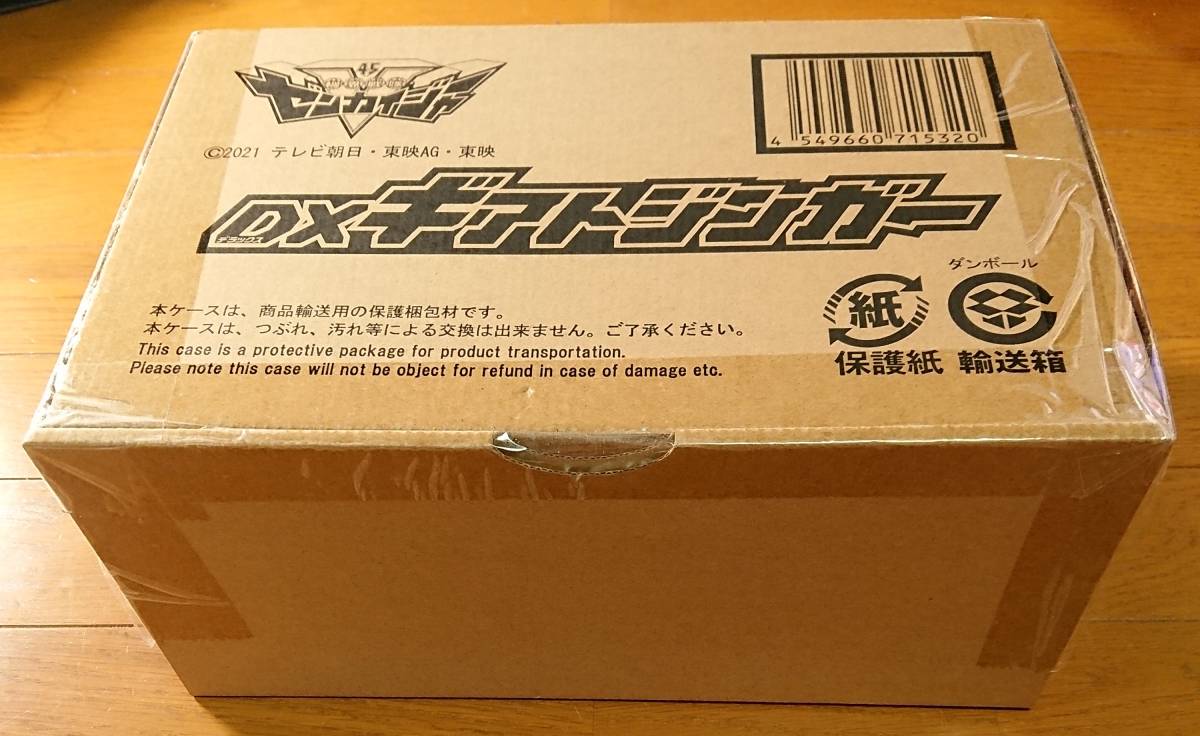 45
機界戦隊
ゼンカイジャー
4 549660 715320
©2021 テレビ朝日・東映AG・東映
DXギアトジンガー
デラックス
ダンボール
紙
保護紙 輸送箱
本ケースは、商品輸送用の保護梱包材です。
本ケースは、つぶれ、汚れ等による交換は出来ません。ご了承ください。
This case is a protective package for product transportation.
Please note this case will not be object for refund in case of damage etc.